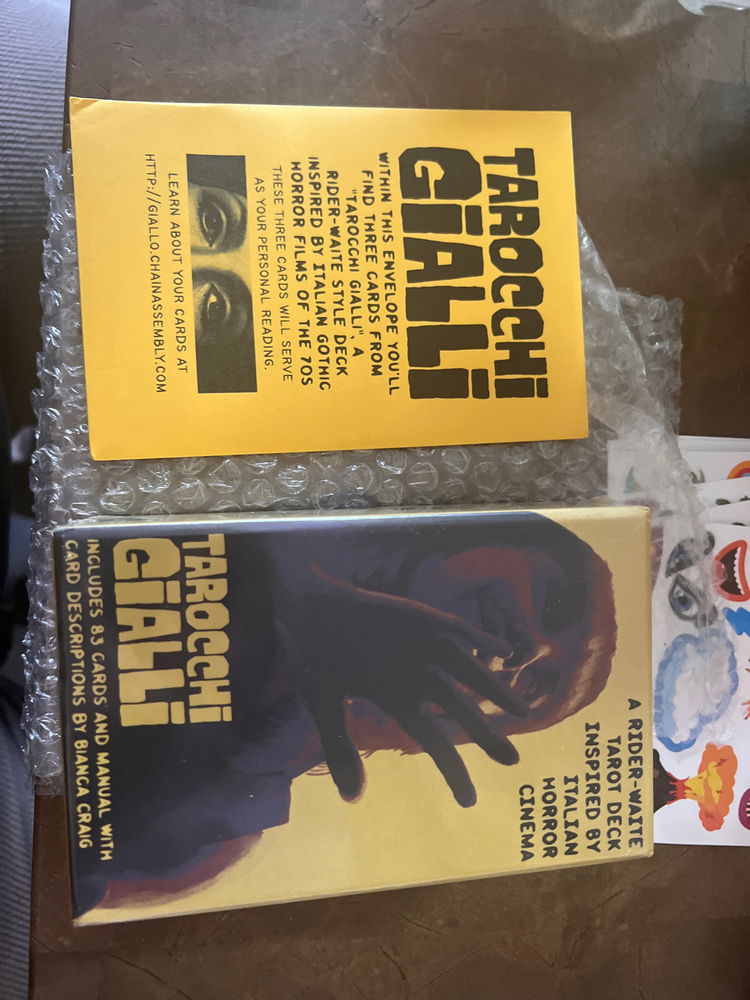 TAROCCHI
GIALLI
WITHIN THIS ENVELOPE YOU'LL
FIND THREE CARDS FROM
"TAROCCHI GIALLI", A
RIDER-WAITE STYLE DECK
INSPIRED BY ITALIAN GOTHIC
HORROR FILMS OF THE 70S
THESE THREE CARDS WILL SERVE
AS YOUR PERSONAL READING.
LEARN ABOUT YOUR CARDS AT
HTTP://GIALLO.CHAINASSEMBLY.COM
A RIDER-WAITE
TAROT DECK
INSPIRED BY
ITALIAN
HORROR
CINEMA
TAROCCHI
GIALLI
INCLUDES 83 CARDS AND MANUAL WITH
CARD DESCRIPTIONS BY BIANCA CRAIG